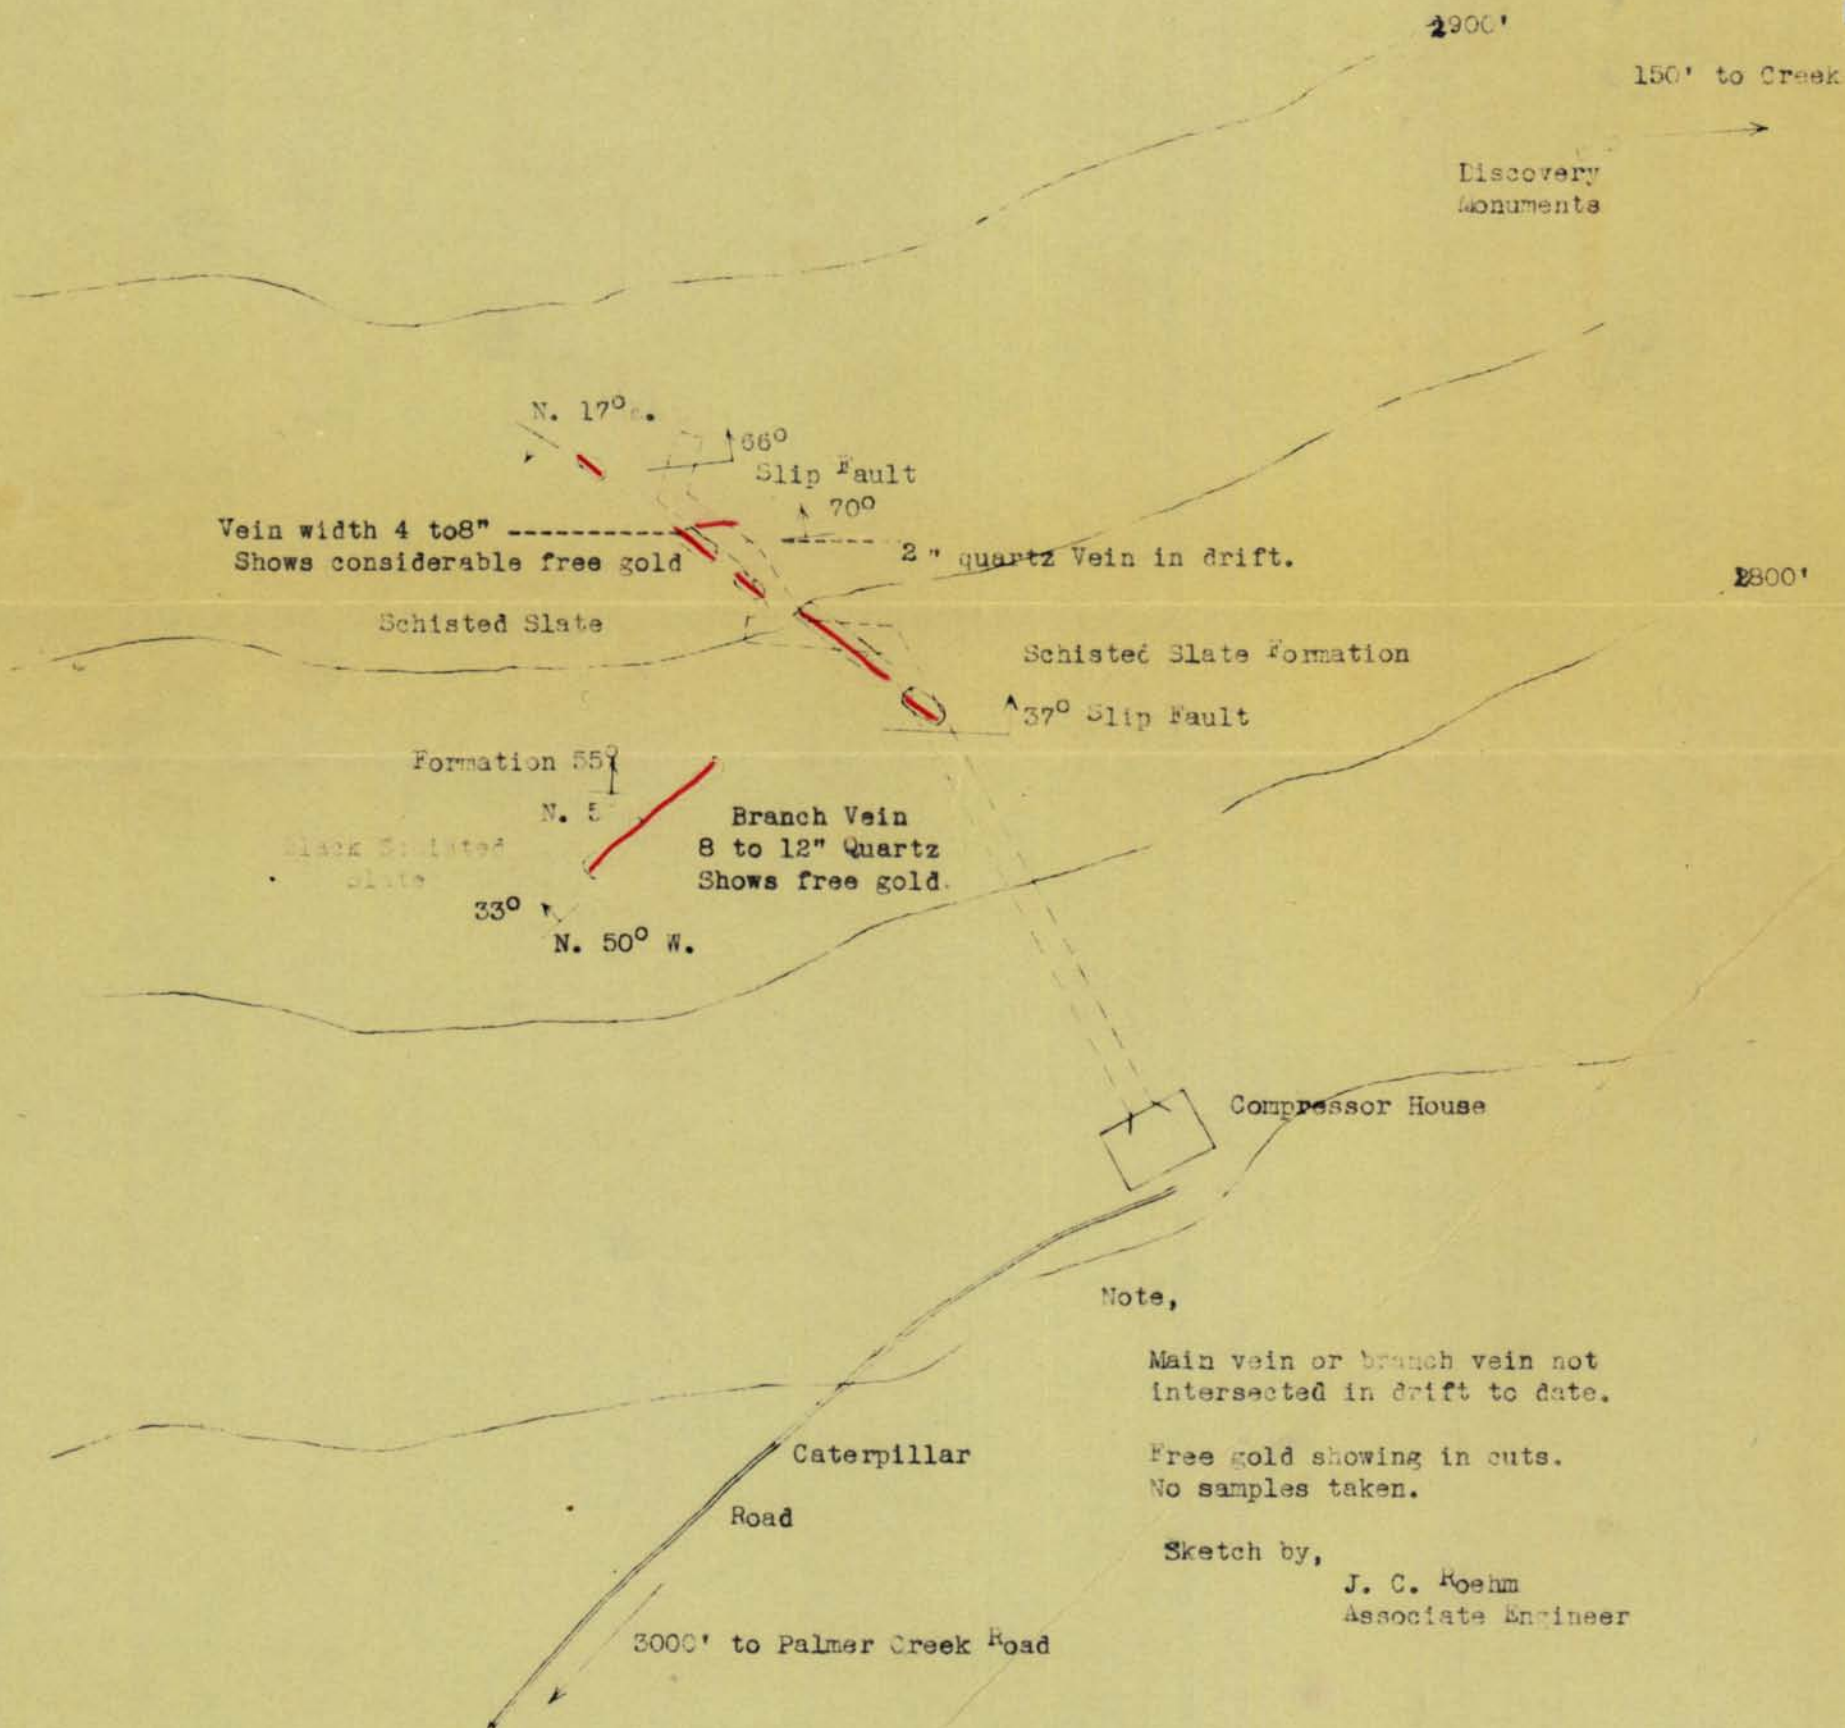 2900'
150' to Creek
Discovery
Monuments
N. 17°
66°
Slip Fault
70°
Vein width 4 to8"
Shows considerable free gold
2 " quartz Vein in drift.
2800'
Schisted Slate
Schisted Slate Formation
37° Slip Fault
Formation 55°
N. 5
Branch Vein
8 to 12" Quartz
Shows free gold.
Black Schisted
Slate
33°
N. 50° W.
Compressor House
Note,
Main vein or branch vein not
intersected in drift to date.
Free gold showing in cuts.
No samples taken.
Caterpillar
Road
Sketch by,
J. C. Roehm
Associate Engineer
3000' to Palmer Creek Road